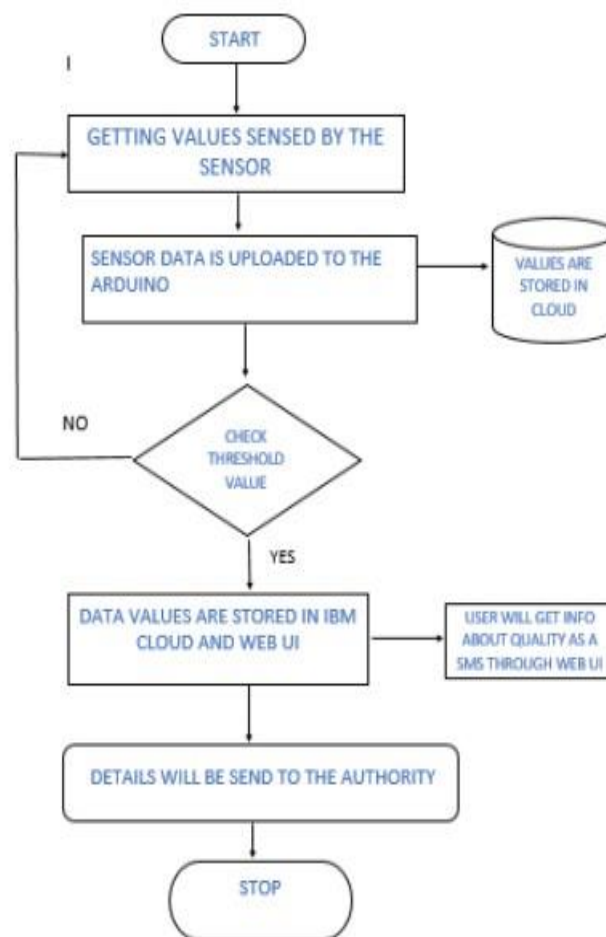 START
I
GETTING VALUES SENSED BY THE
SENSOR
SENSOR DATA IS UPLOADED TO THE
ARDUINO
VALUES ARE
STORED IN
CLOUD
NO
CHECK
THRESHOLD
VALUE
YES
DATA VALUES ARE STORED IN IBM
CLOUD AND WEB UI
USER WILL GET INFO
ABOUT QUALITY AS A
SMS THROUGH WEB UI
DETAILS WILL BE SEND TO THE AUTHORITY
STOP